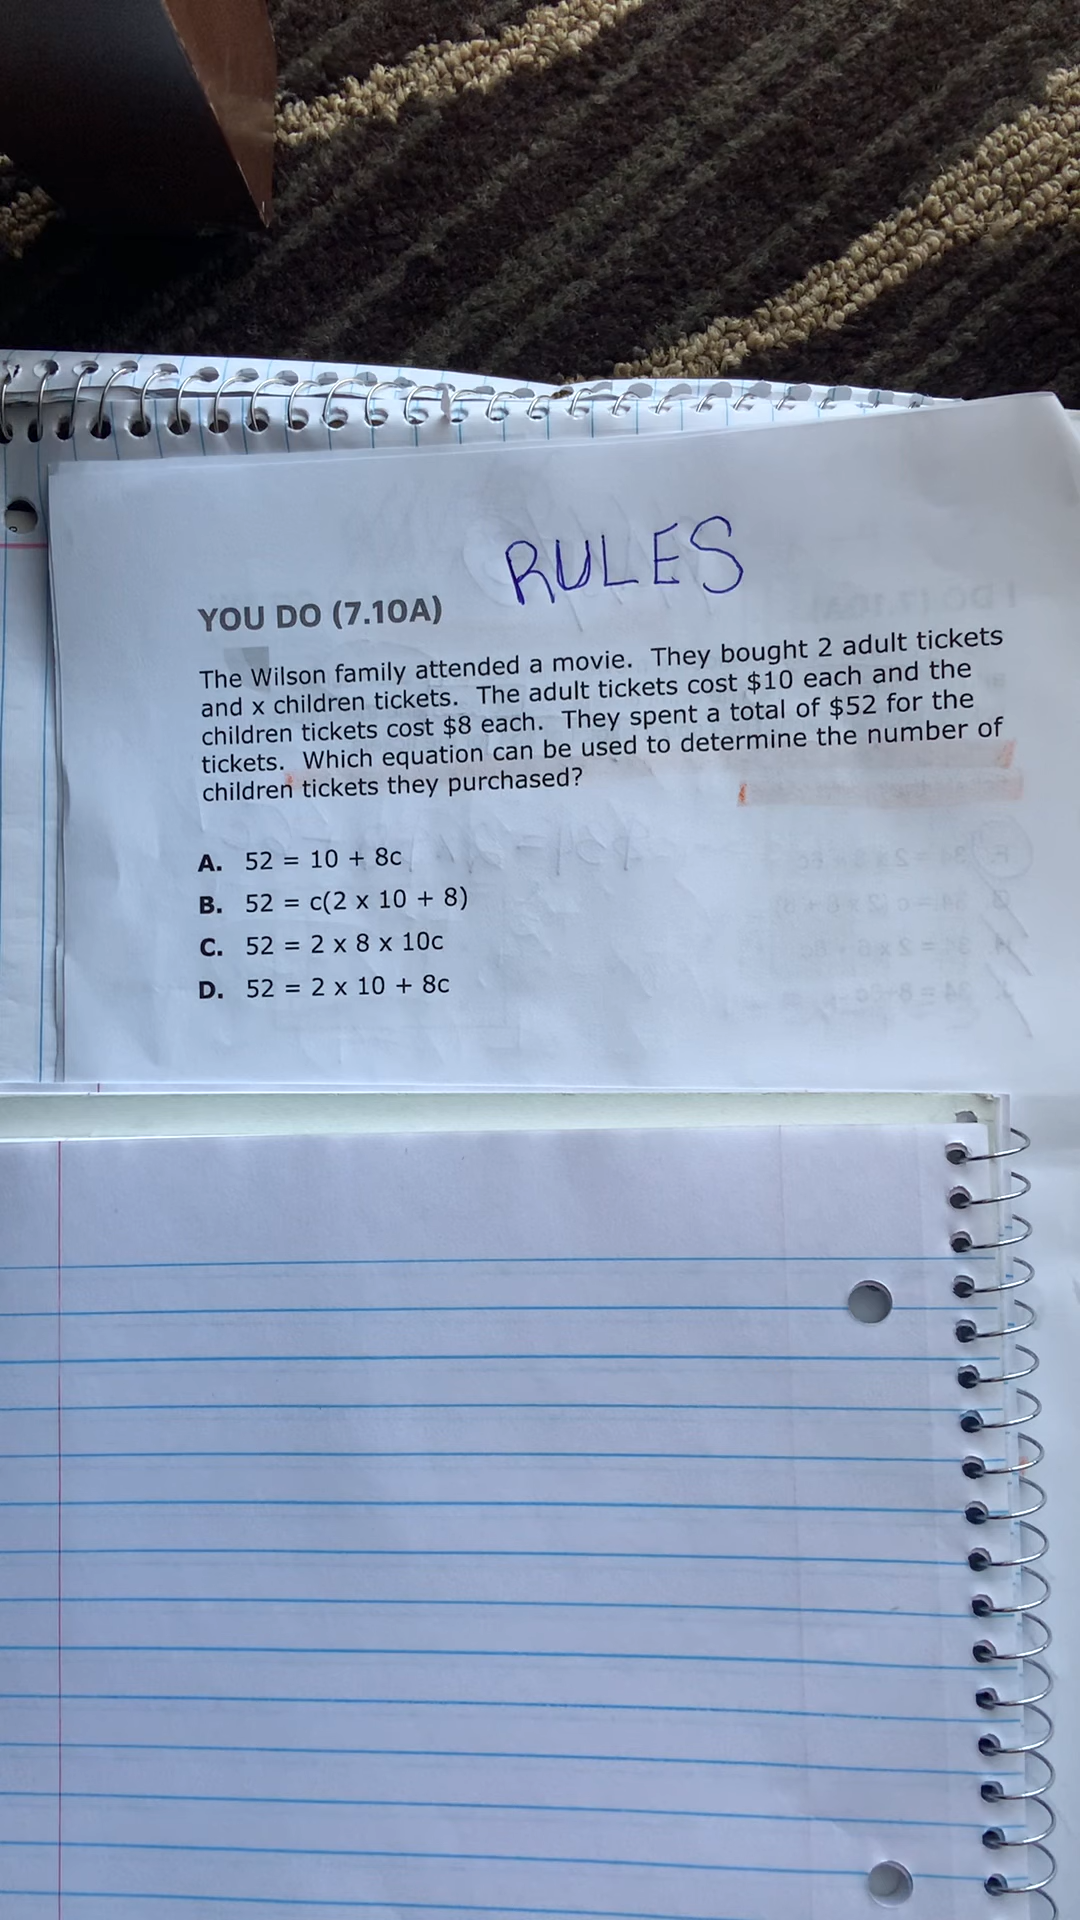 RULES
YOU DO (7.10A)
The Wilson family attended a movie. They bought 2 adult tickets
and x children tickets. The adult tickets cost $10 each and the
children tickets cost $8 each. They spent a total of $52 for the
tickets. Which equation can be used to determine the number of
children tickets they purchased?
A. 52 = 10 + 8c
B. 52 = c(2 x 10 + 8)
C. 52 = 2 x 8 x 10c
D. 52 = 2 x 10 + 8c